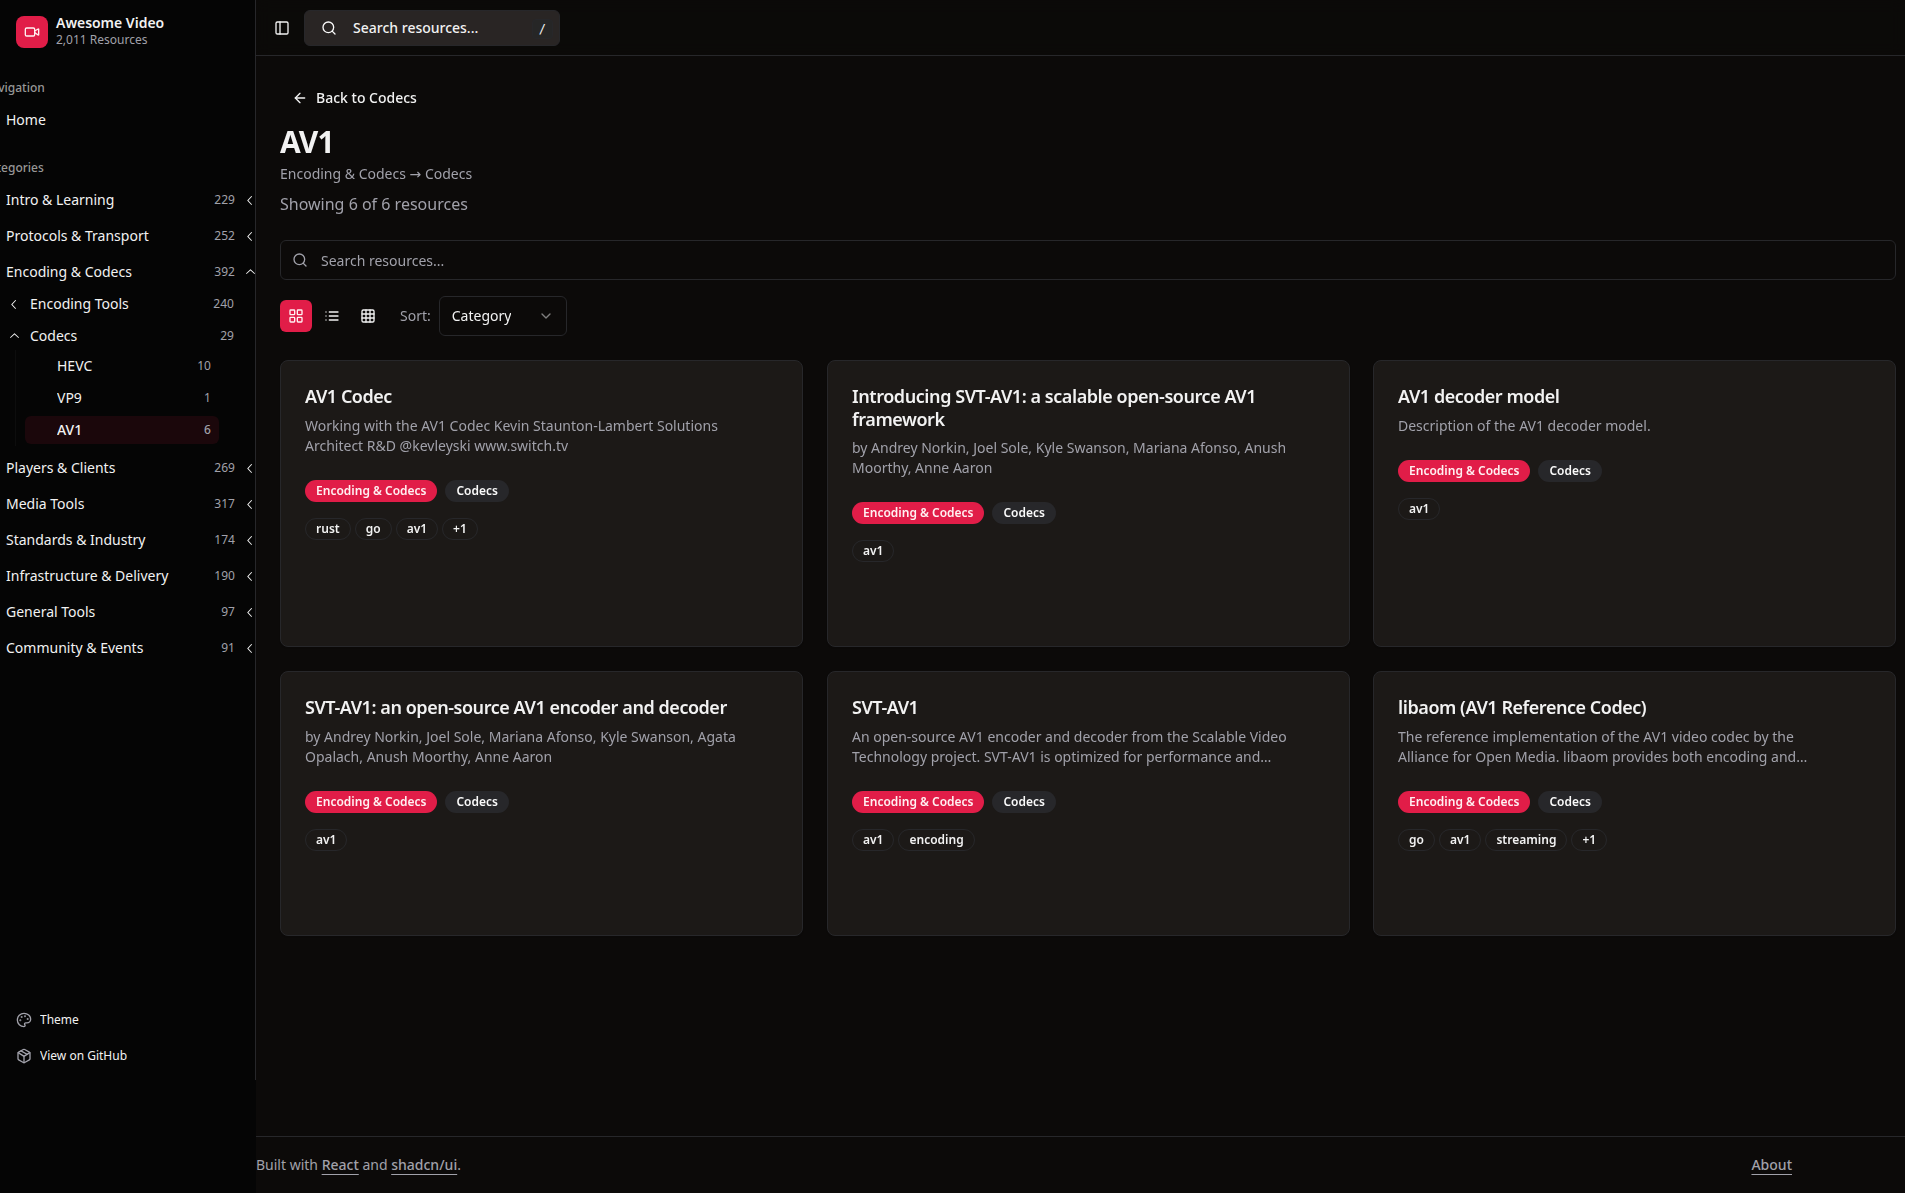 Awesome Video
2,011 Resources
vigation
Home
tegories
Intro & Learning 229
Protocols & Transport 252
Encoding & Codecs 392
Encoding Tools 240
Codecs 29
HEVC 10
VP9 1
AV1 6
Players & Clients 269
Media Tools 317
Standards & Industry 174
Infrastructure & Delivery 190
General Tools 97
Community & Events 91
Theme
View on GitHub
Search resources... /
Back to Codecs
AV1
Encoding & Codecs → Codecs
Showing 6 of 6 resources
Search resources...
Sort: Category
AV1 Codec
Working with the AV1 Codec Kevin Staunton-Lambert Solutions
Architect R&D @kevleyski www.switch.tv
Encoding & Codecs Codecs
rust go av1 +1
Introducing SVT-AV1: a scalable open-source AV1
framework
by Andrey Norkin, Joel Sole, Kyle Swanson, Mariana Afonso, Anush
Moorthy, Anne Aaron
Encoding & Codecs Codecs
av1
AV1 decoder model
Description of the AV1 decoder model.
Encoding & Codecs Codecs
av1
SVT-AV1: an open-source AV1 encoder and decoder
by Andrey Norkin, Joel Sole, Mariana Afonso, Kyle Swanson, Agata
Opalach, Anush Moorthy, Anne Aaron
Encoding & Codecs Codecs
av1
SVT-AV1
An open-source AV1 encoder and decoder from the Scalable Video
Technology project. SVT-AV1 is optimized for performance and...
Encoding & Codecs Codecs
av1 encoding
libaom (AV1 Reference Codec)
The reference implementation of the AV1 video codec by the
Alliance for Open Media. libaom provides both encoding and...
Encoding & Codecs Codecs
go av1 streaming +1
Built with React and shadcn/ui.
About